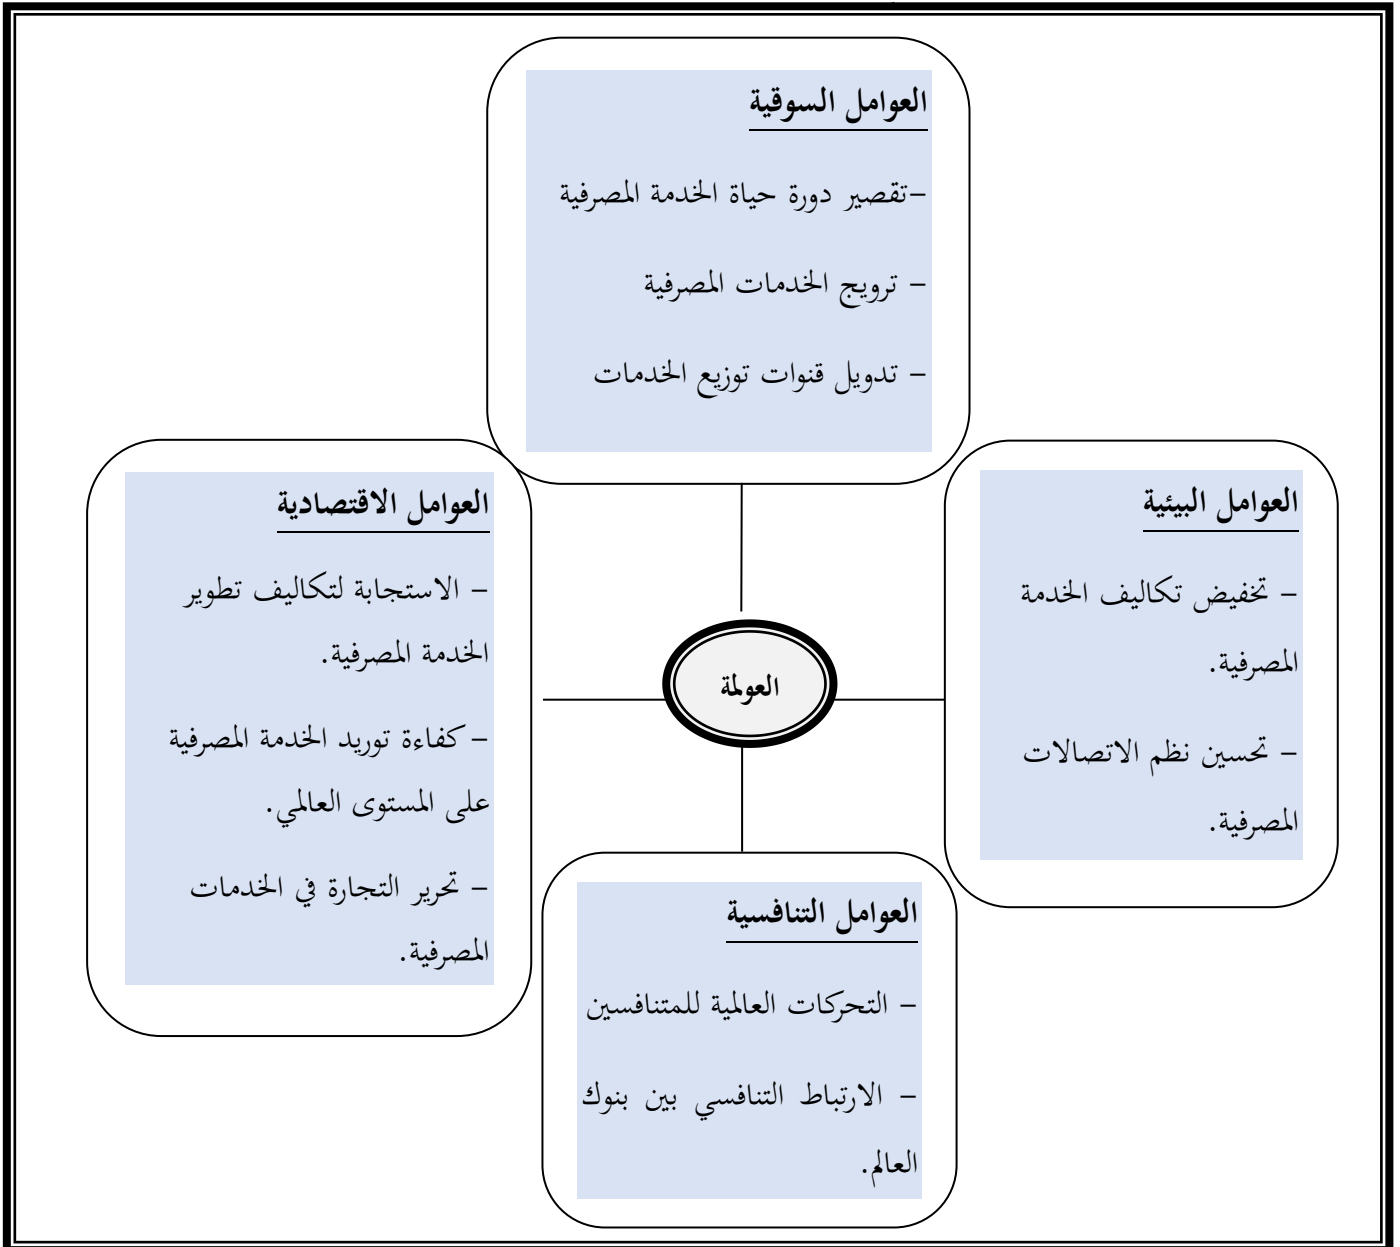 العوامل السوقية
-تقصير دورة حياة الخدمة المصرفية
- ترويج الخدمات المصرفية
- تدويل قنوات توزيع الخدمات
العوامل البيئية
- تخفيض تكاليف الخدمة
المصرفية.
- تحسين نظم الاتصالات
المصرفية.
العولمة
العوامل الاقتصادية
- الاستجابة لتكاليف تطوير
الخدمة المصرفية.
- كفاءة توريد الخدمة المصرفية
على المستوى العالمي.
- تحرير التجارة في الخدمات
المصرفية.
العوامل التنافسية
- التحركات العالمية للمتنافسين
- الارتباط التنافسي بين بنوك
العالم.